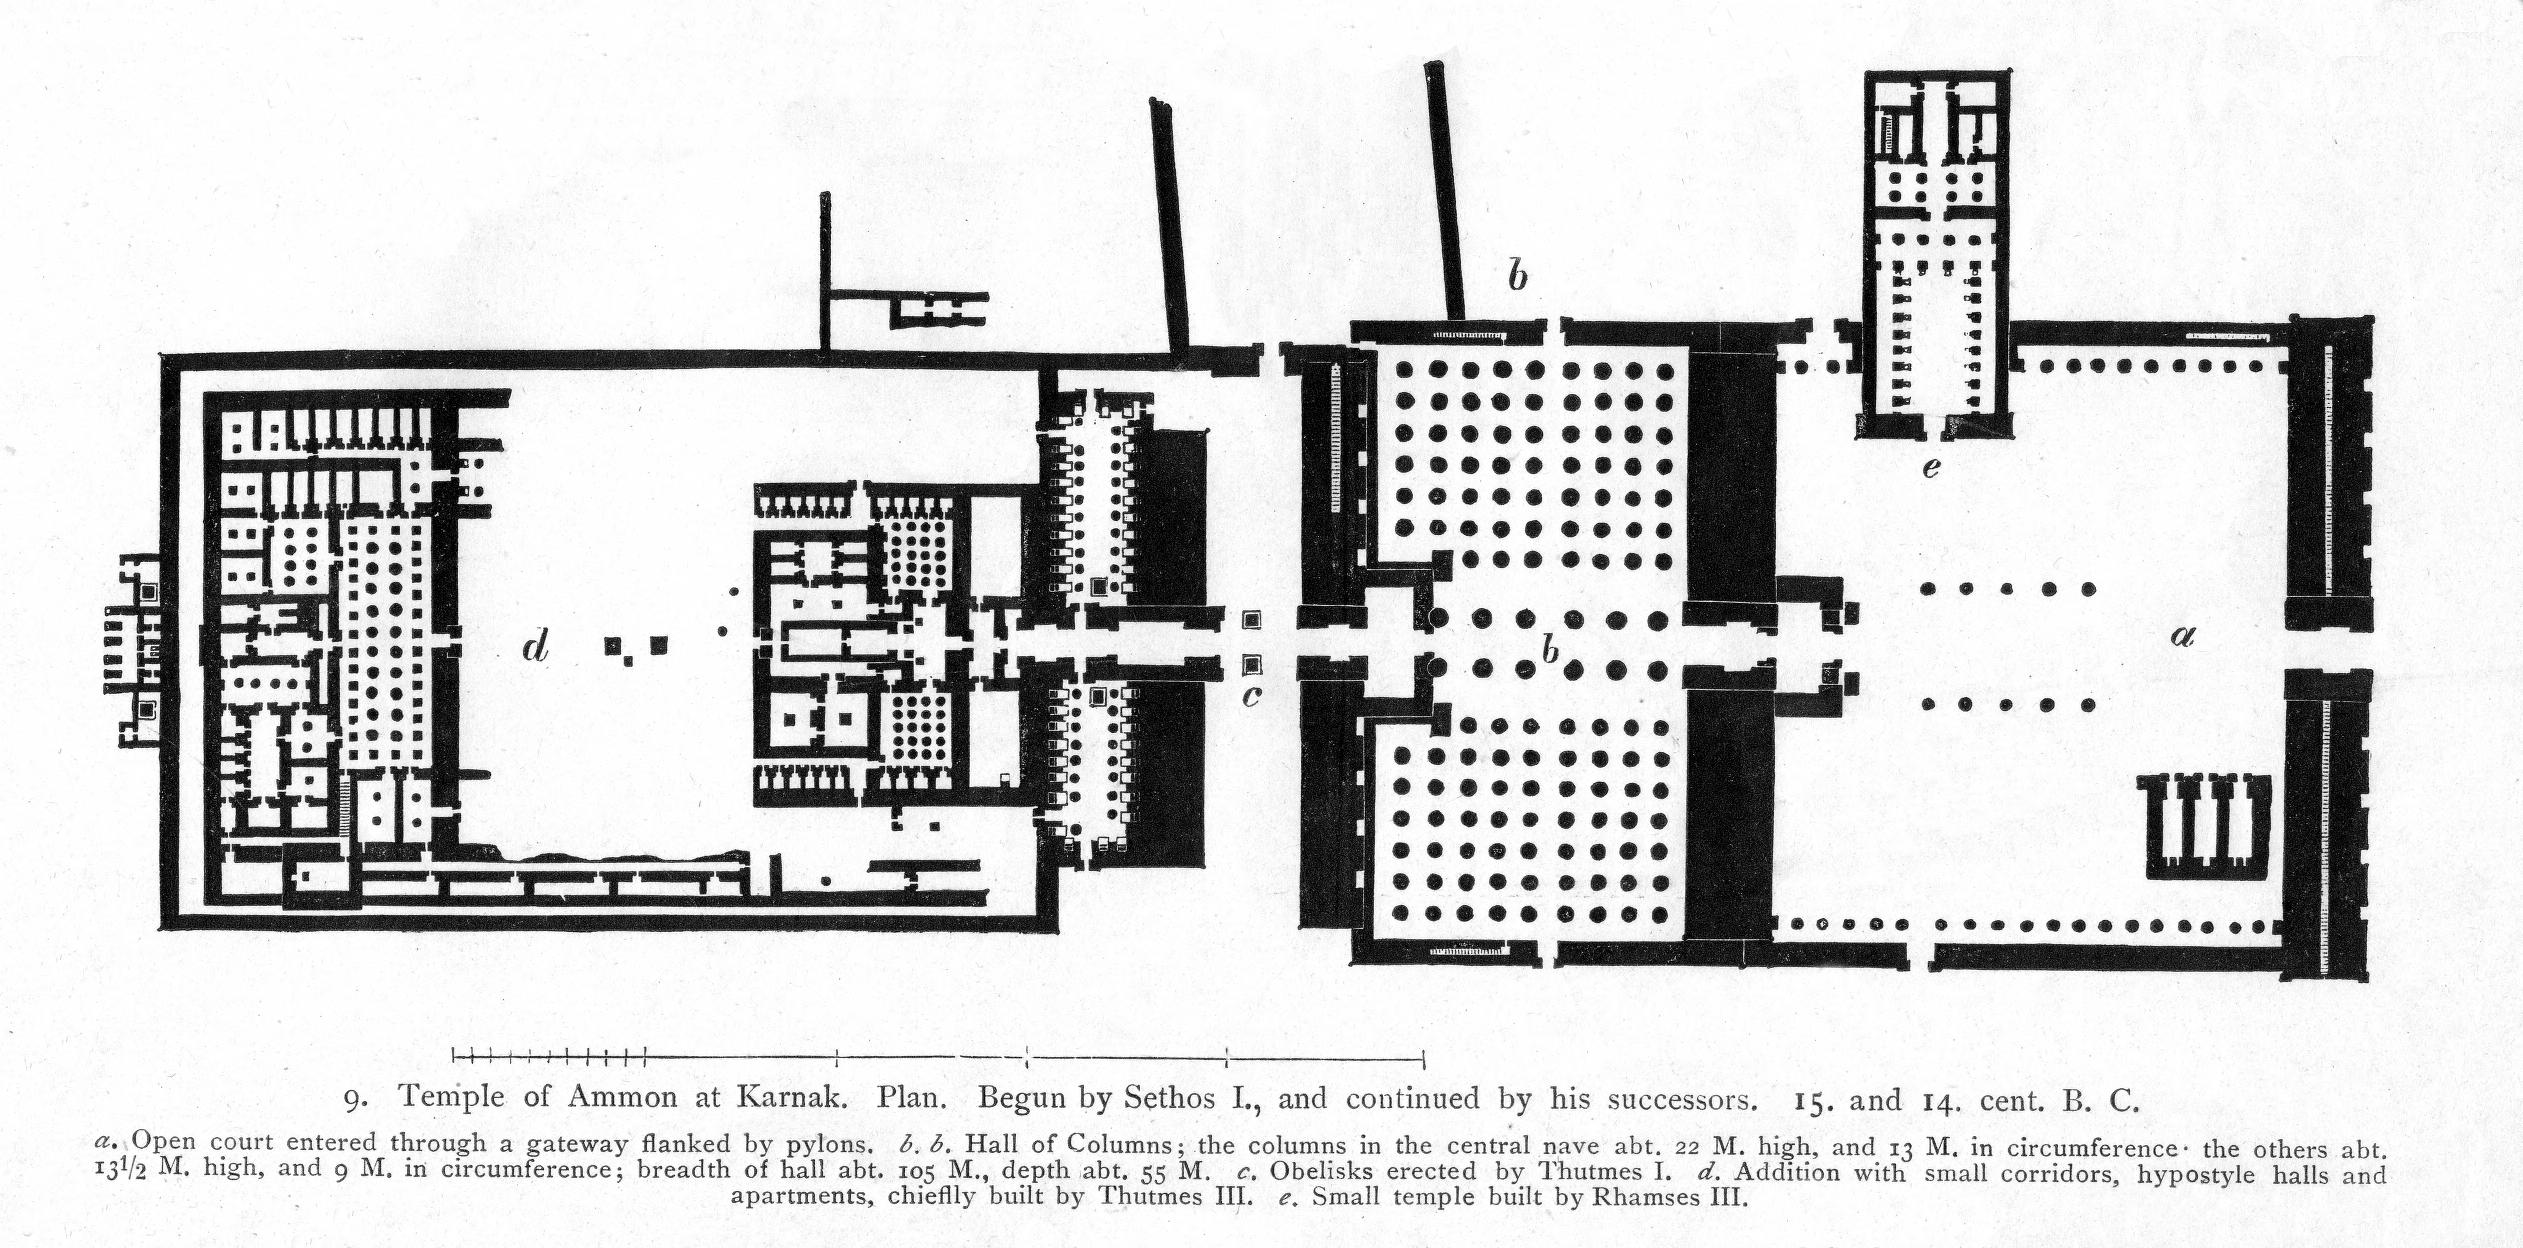 b
e
d
b
a
c
9. Temple of Ammon at Karnak. Plan. Begun by Sethos I., and continued by his successors. 15. and 14. cent. B. C.
a. Open court entered through a gateway flanked by pylons. b. b. Hall of Columns; the columns in the central nave abt. 22 M. high, and 13 M. in circumference· the others abt.
13½ M. high, and 9 M. in circumference; breadth of hall abt. 105 M., depth abt. 55 M. c. Obelisks erected by Thutmes I. d. Addition with small corridors, hypostyle halls and
apartments, chieflly built by Thutmes III. e. Small temple built by Rhamses III.